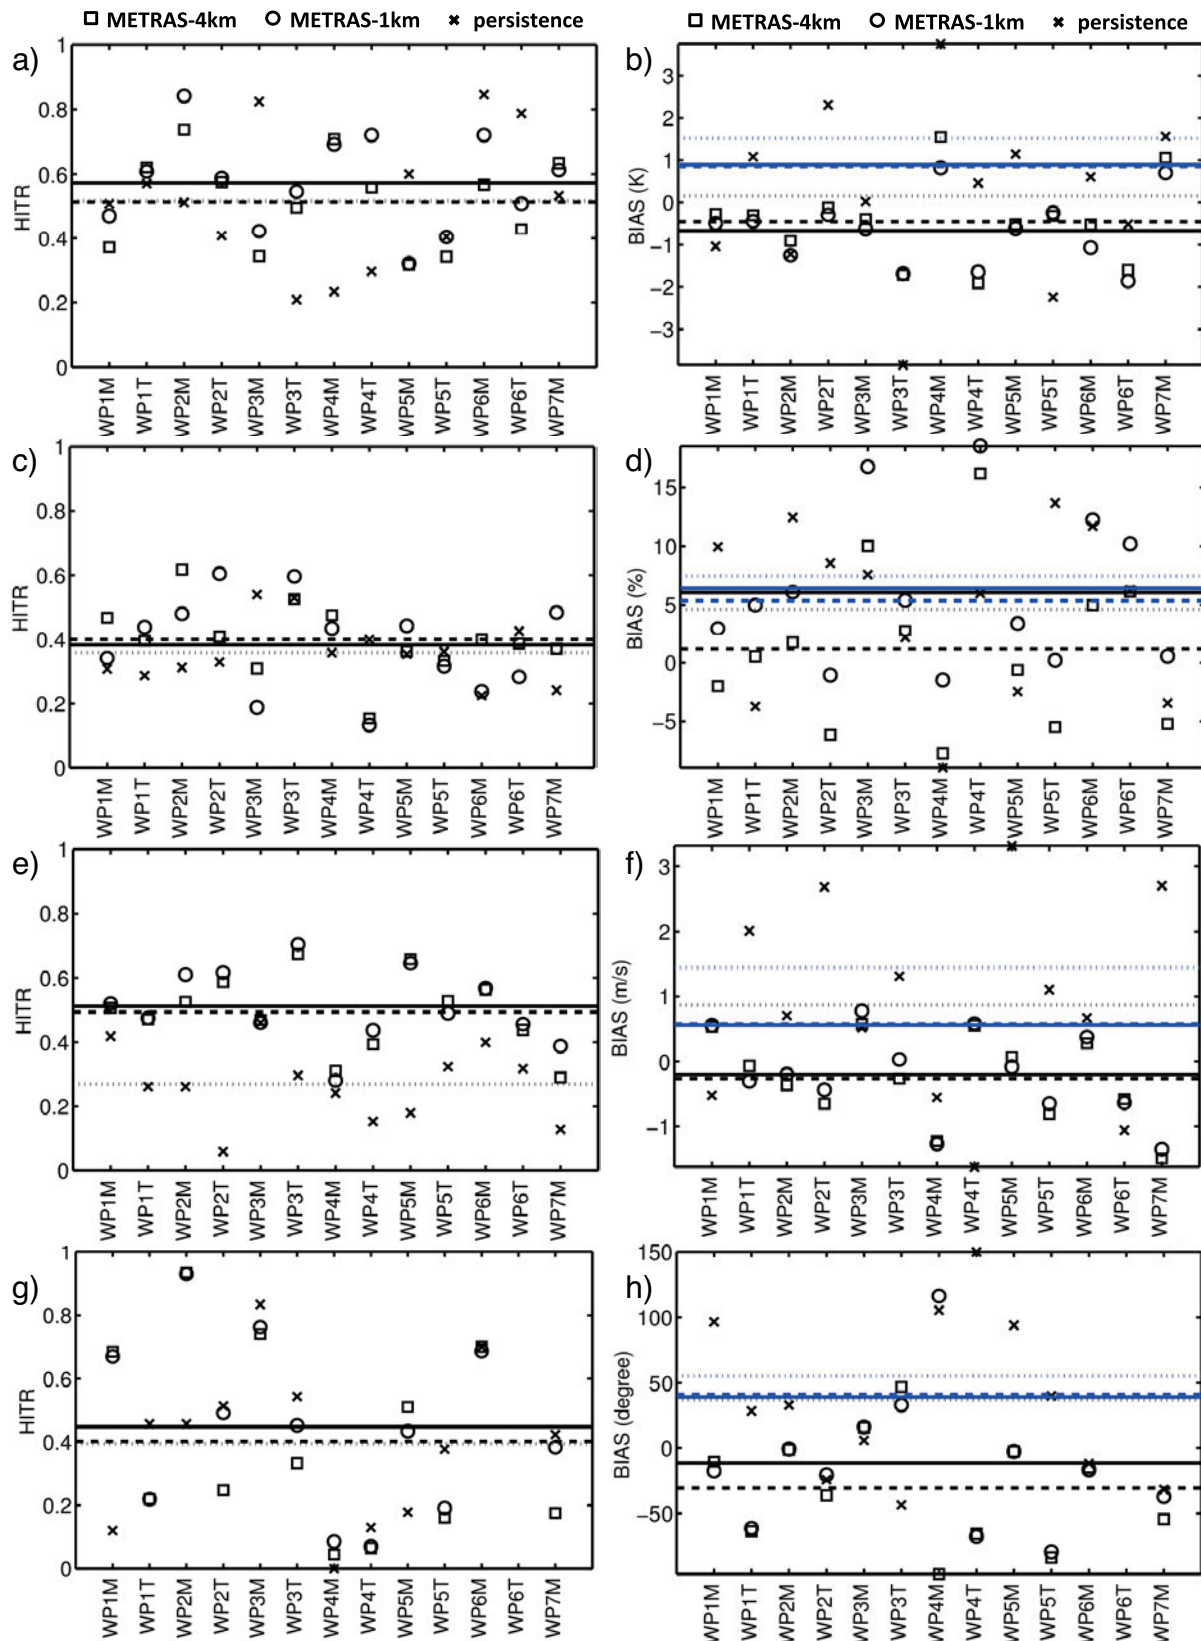 METRAS-4km METRAS-1km persistence
METRAS-4km METRAS-1km persistence
a)
HITR
1
0.8
0.6
0.4
0.2
0
WP1M WP1T WP2M WP2T WP3M WP3T WP4M WP4T WP5M WP5T WP6M WP6T WP7M
b)
BIAS (K)
3
2
1
0
−1
−2
−3
WP1M WP1T WP2M WP2T WP3M WP3T WP4M WP4T WP5M WP5T WP6M WP6T WP7M
c)
HITR
1
0.8
0.6
0.4
0.2
0
WP1M WP1T WP2M WP2T WP3M WP3T WP4M WP4T WP5M WP5T WP6M WP6T WP7M
d)
BIAS (%)
15
10
5
0
−5
WP1M WP1T WP2M WP2T WP3M WP3T WP4M WP4T WP5M WP5T WP6M WP6T WP7M
e)
HITR
1
0.8
0.6
0.4
0.2
0
WP1M WP1T WP2M WP2T WP3M WP3T WP4M WP4T WP5M WP5T WP6M WP6T WP7M
f)
BIAS (m/s)
3
2
1
0
−1
WP1M WP1T WP2M WP2T WP3M WP3T WP4M WP4T WP5M WP5T WP6M WP6T WP7M
g)
HITR
1
0.8
0.6
0.4
0.2
0
WP1M WP1T WP2M WP2T WP3M WP3T WP4M WP4T WP5M WP5T WP6M WP6T WP7M
h)
BIAS (degree)
150
100
50
0
−50
WP1M WP1T WP2M WP2T WP3M WP3T WP4M WP4T WP5M WP5T WP6M WP6T WP7M